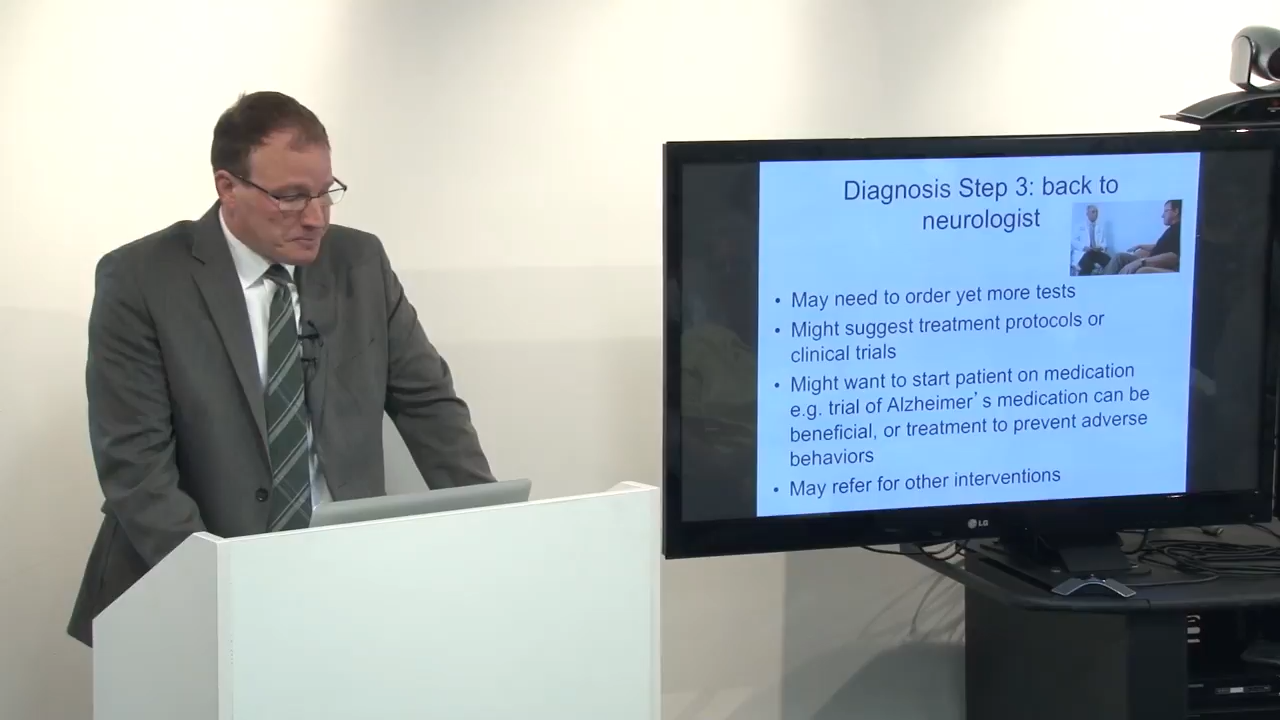 Diagnosis Step 3: back to
neurologist
• May need to order yet more tests
• Might suggest treatment protocols or
clinical trials
• Might want to start patient on medication
e.g. trial of Alzheimer's medication can be
beneficial, or treatment to prevent adverse
behaviors
• May refer for other interventions
LG